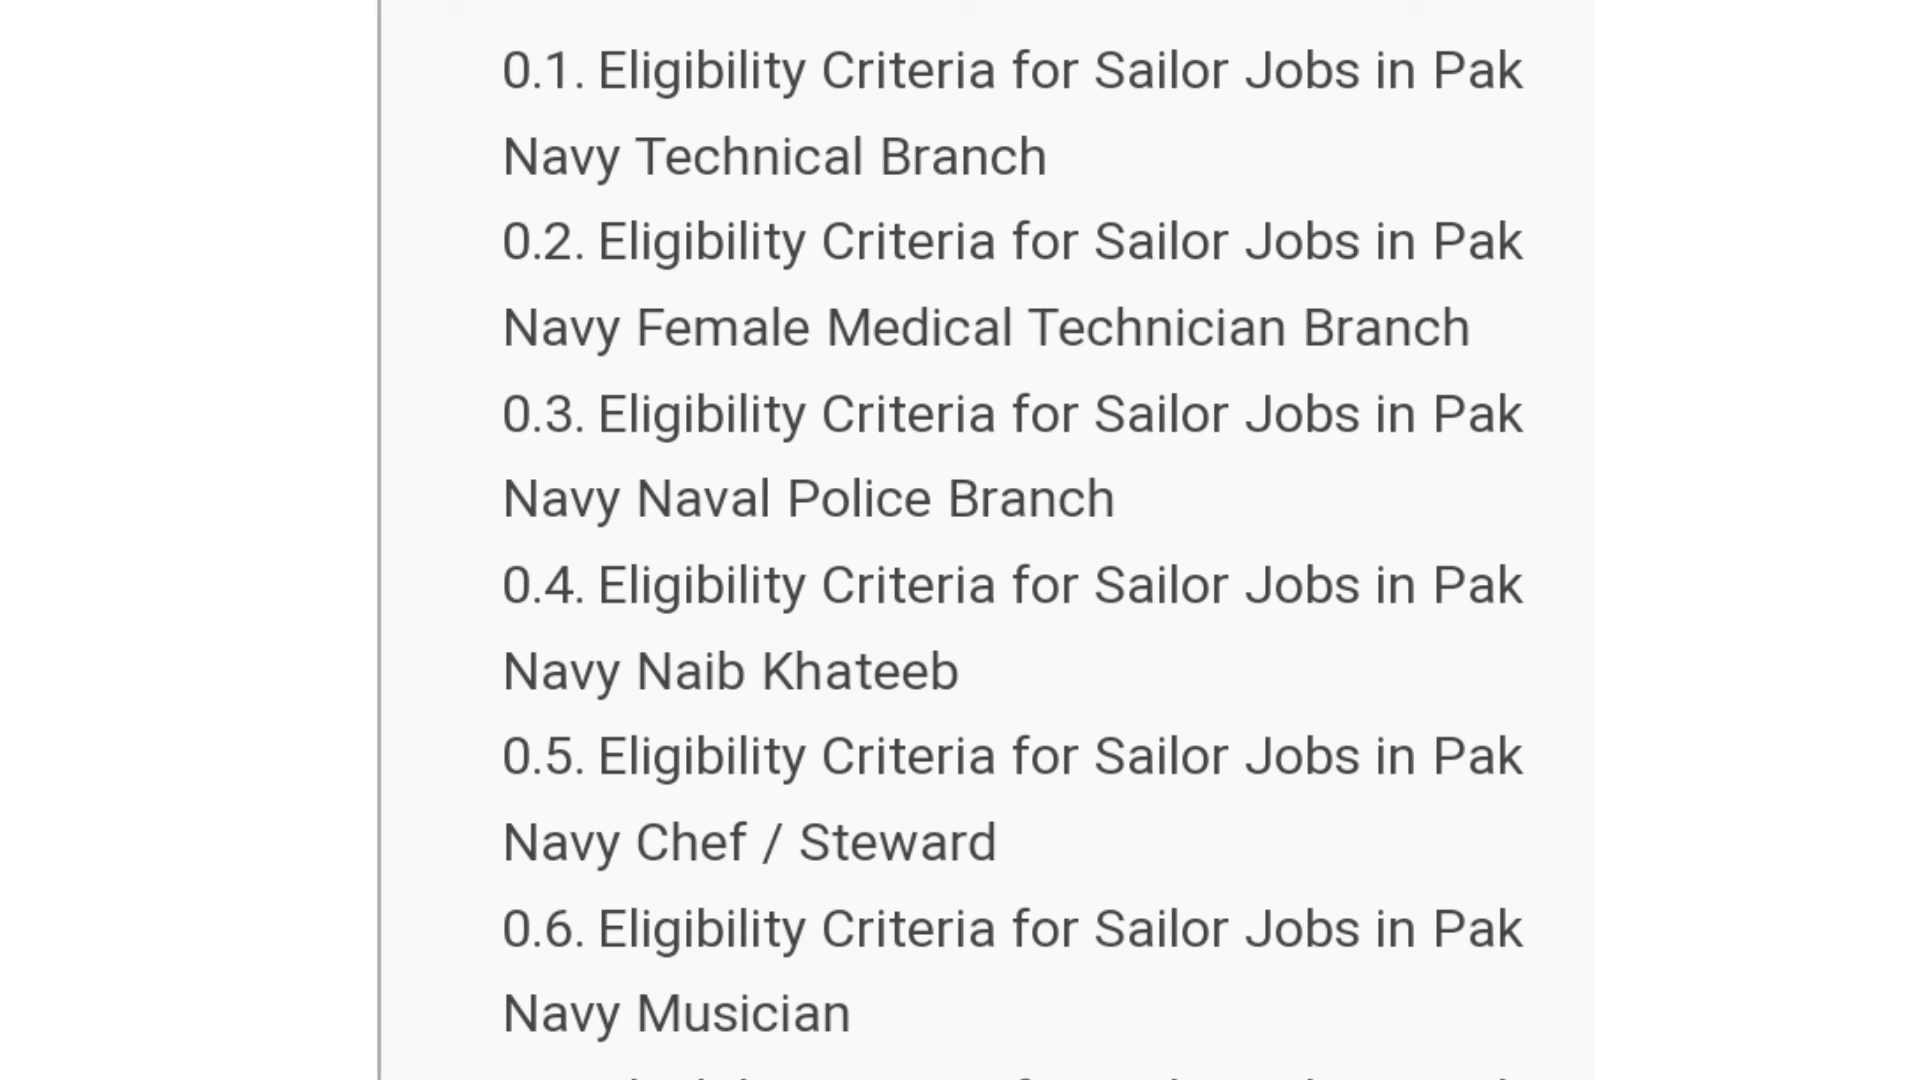 0.1. Eligibility Criteria for Sailor Jobs in Pak
Navy Technical Branch
0.2. Eligibility Criteria for Sailor Jobs in Pak
Navy Female Medical Technician Branch
0.3. Eligibility Criteria for Sailor Jobs in Pak
Navy Naval Police Branch
0.4. Eligibility Criteria for Sailor Jobs in Pak
Navy Naib Khateeb
0.5. Eligibility Criteria for Sailor Jobs in Pak
Navy Chef / Steward
0.6. Eligibility Criteria for Sailor Jobs in Pak
Navy Musician